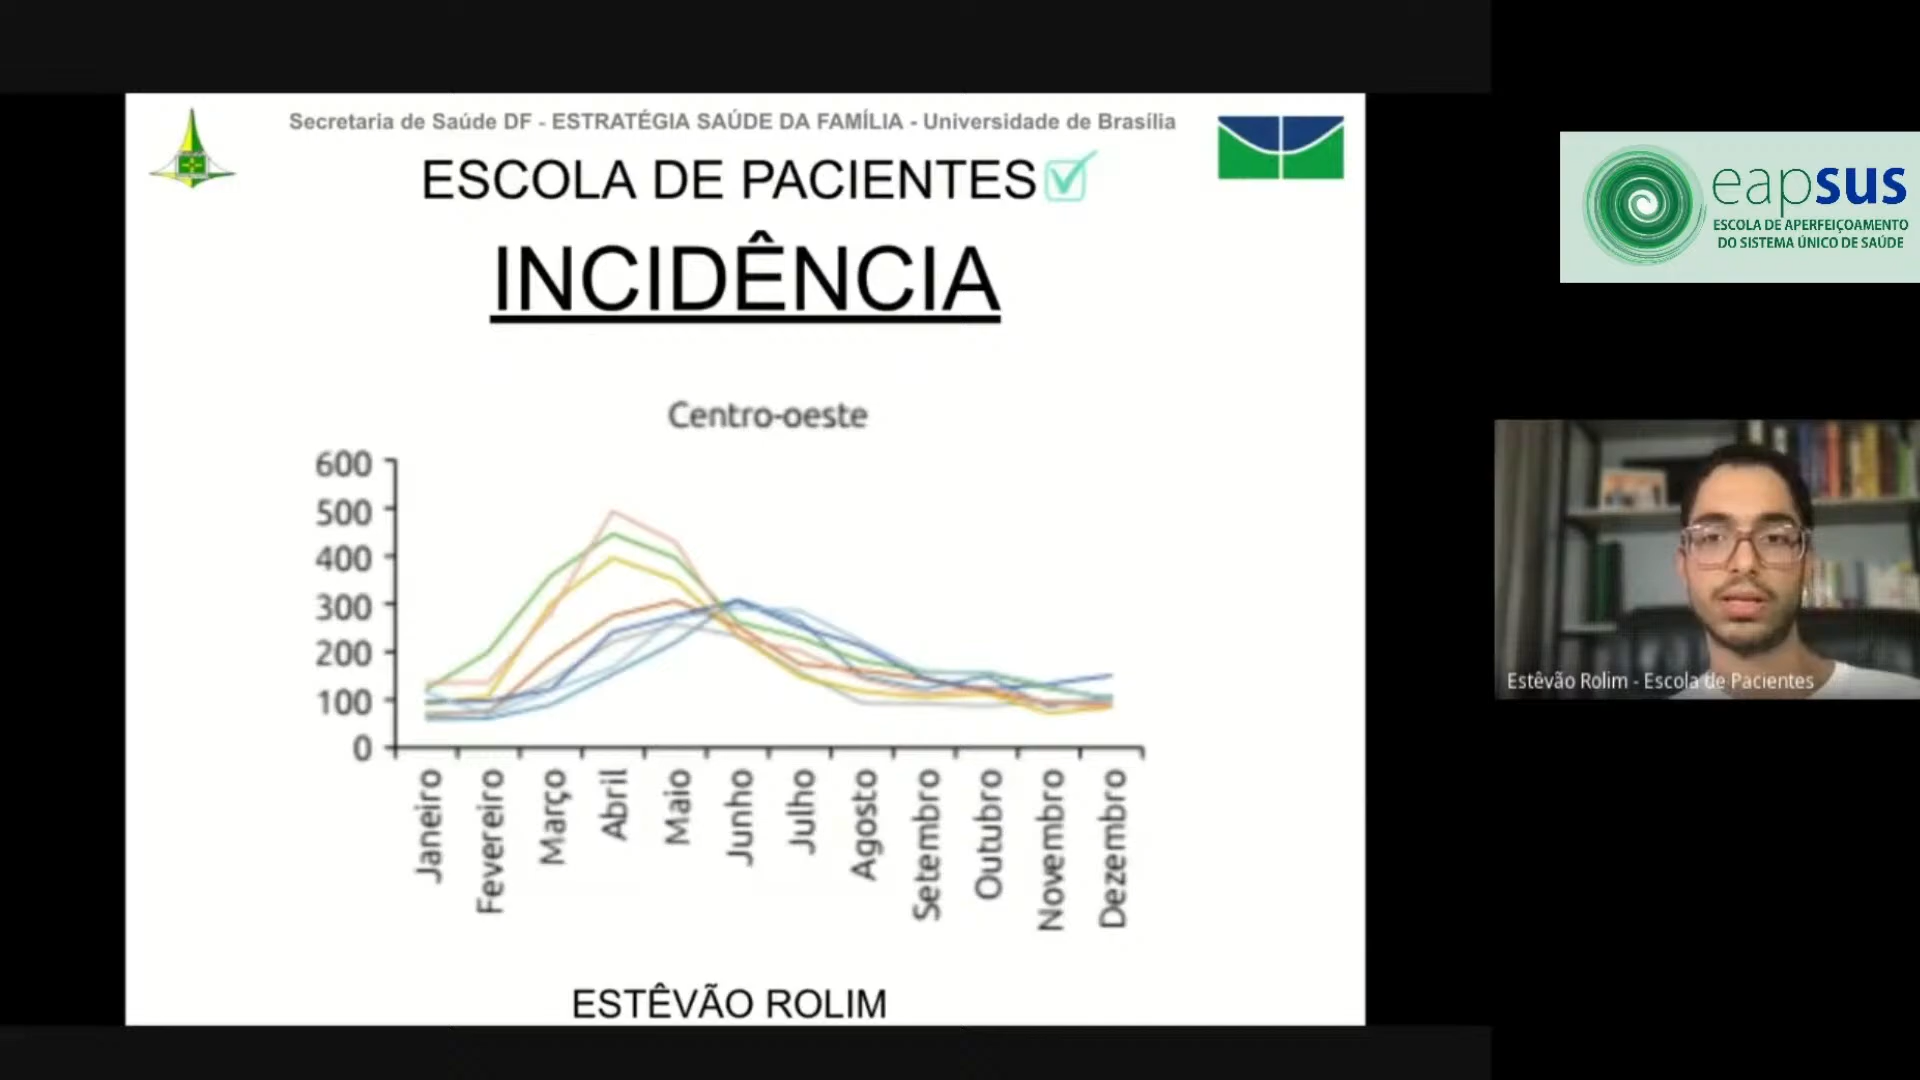 Secretaria de Saúde DF - ESTRATÉGIA SAÚDE DA FAMÍLIA - Universidade de Brasília
ESCOLA DE PACIENTES
INCIDÊNCIA
Centro-oeste
600
500
400
300
200
100
0
Janeiro
Fevereiro
Março
Abril
Maio
Junho
Julho
Agosto
Setembro
Outubro
Novembro
Dezembro
ESTÊVÃO ROLIM
eapsus
ESCOLA DE APERFEIÇOAMENTO
DO SISTEMA ÚNICO DE SAÚDE
Estêvão Rolim - Escola de Pacientes